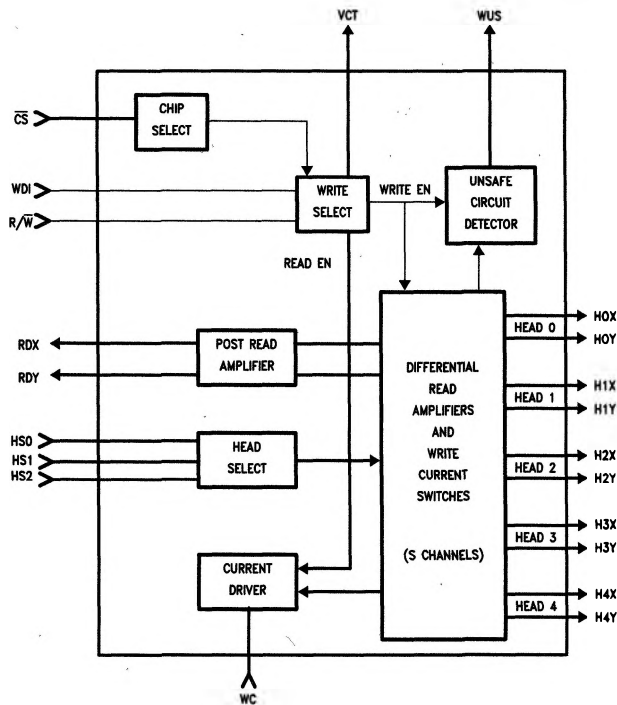 VCT
WUS
CS
CHIP
SELECT
WDI
R/W
WRITE
SELECT
WRITE EN
UNSAFE
CIRCUIT
DETECTOR
READ EN
RDX
RDY
POST READ
AMPLIFIER
DIFFERENTIAL
READ
AMPLIFIERS
AND
WRITE
CURRENT
SWITCHES
(S CHANNELS)
HOX
HEAD 0
HOY
H1X
HEAD 1
H1Y
HS0
HS1
HS2
HEAD
SELECT
H2X
HEAD 2
H2Y
H3X
HEAD 3
H3Y
CURRENT
DRIVER
H4X
HEAD 4
H4Y
WC